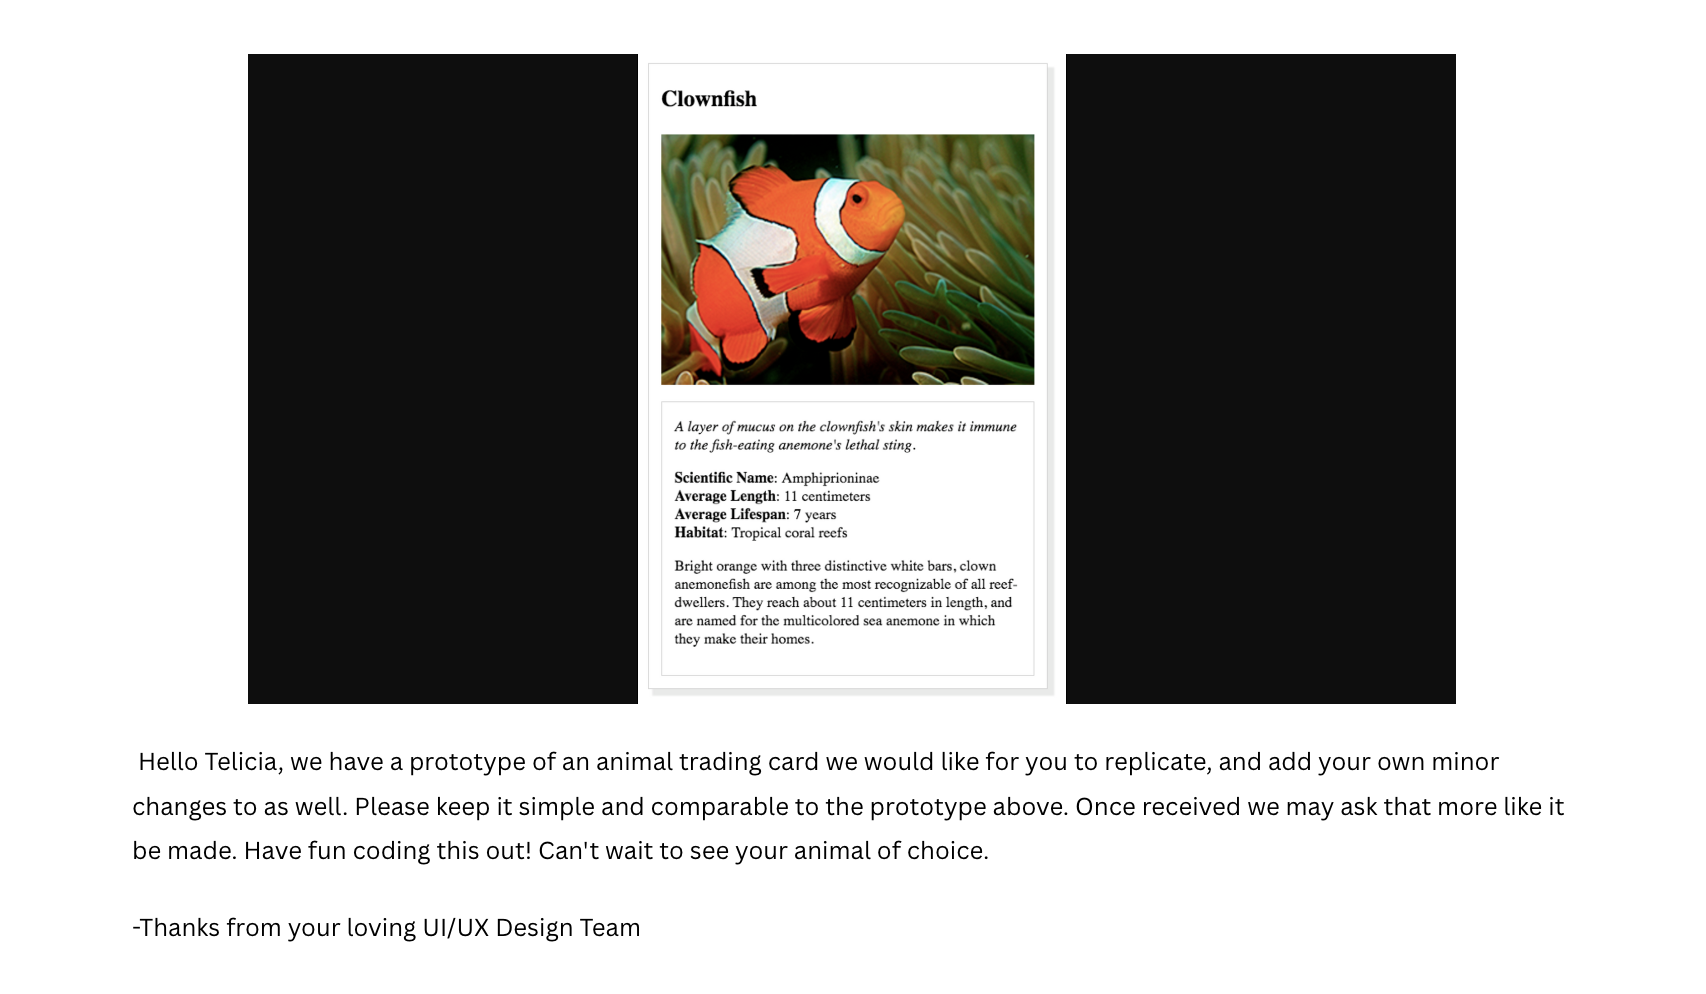 Clownfish
A layer of mucus on the clownfish's skin makes it immune
to the fish-eating anemone's lethal sting.
Scientific Name: Amphiprioninae
Average Length: 11 centimeters
Average Lifespan: 7 years
Habitat: Tropical coral reefs
Bright orange with three distinctive white bars, clown
anemonefish are among the most recognizable of all reef-
dwellers. They reach about 11 centimeters in length, and
are named for the multicolored sea anemone in which
they make their homes.
Hello Telicia, we have a prototype of an animal trading card we would like for you to replicate, and add your own minor
changes to as well. Please keep it simple and comparable to the prototype above. Once received we may ask that more like it
be made. Have fun coding this out! Can't wait to see your animal of choice.
-Thanks from your loving UI/UX Design Team